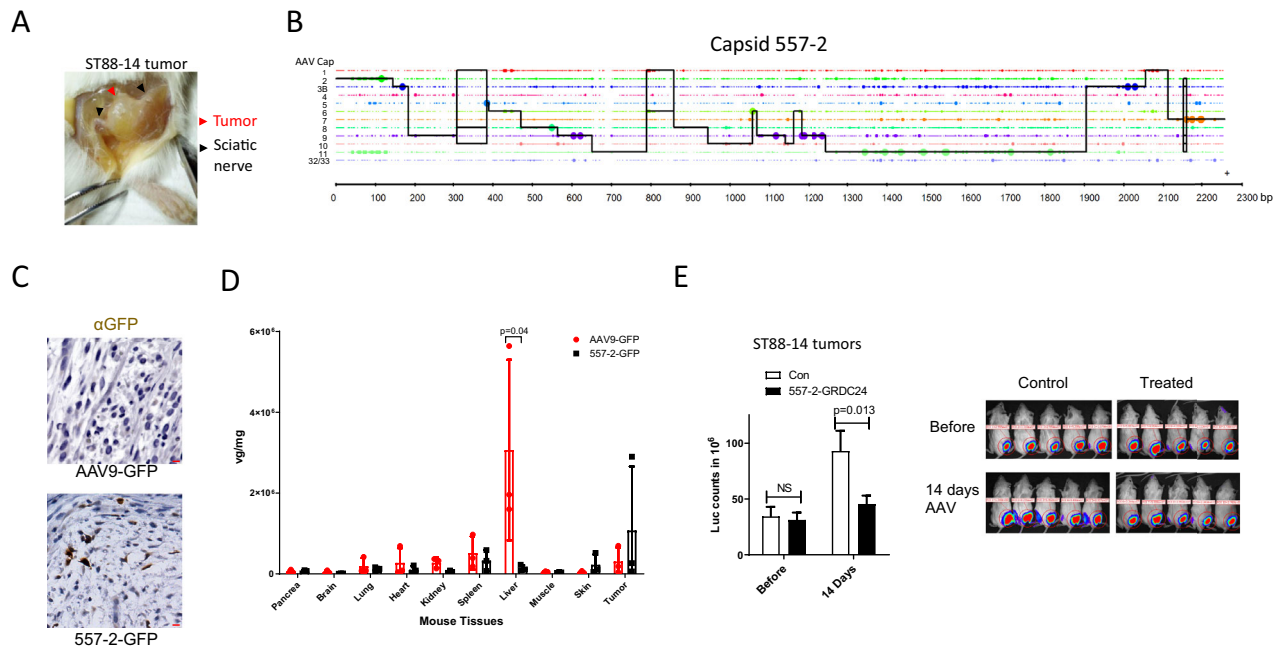 A
ST88-14 tumor
Tumor
Sciatic
nerve
B
Capsid 557-2
AAV Cap
1
2
3B
4
5
6
7
8
9
10
11
32/33
+
0 100 200 300 400 500 600 700 800 900 1000 1100 1200 1300 1400 1500 1600 1700 1800 1900 2000 2100 2200 2300 bp
C
αGFP
AAV9-GFP
557-2-GFP
D
6×10⁶
4×10⁶
2×10⁶
0
vg/mg
p=0.04
AAV9-GFP
557-2-GFP
Pancrea
Brain
Lung
Heart
Kidney
Spleen
Liver
Muscle
Skin
Tumor
Mouse Tissues
E
ST88-14 tumors
Con
557-2-GRDC24
p=0.013
NS
100
50
0
Luc counts in 10⁶
Before
14 Days
Control
Treated
Before
14 days
AAV